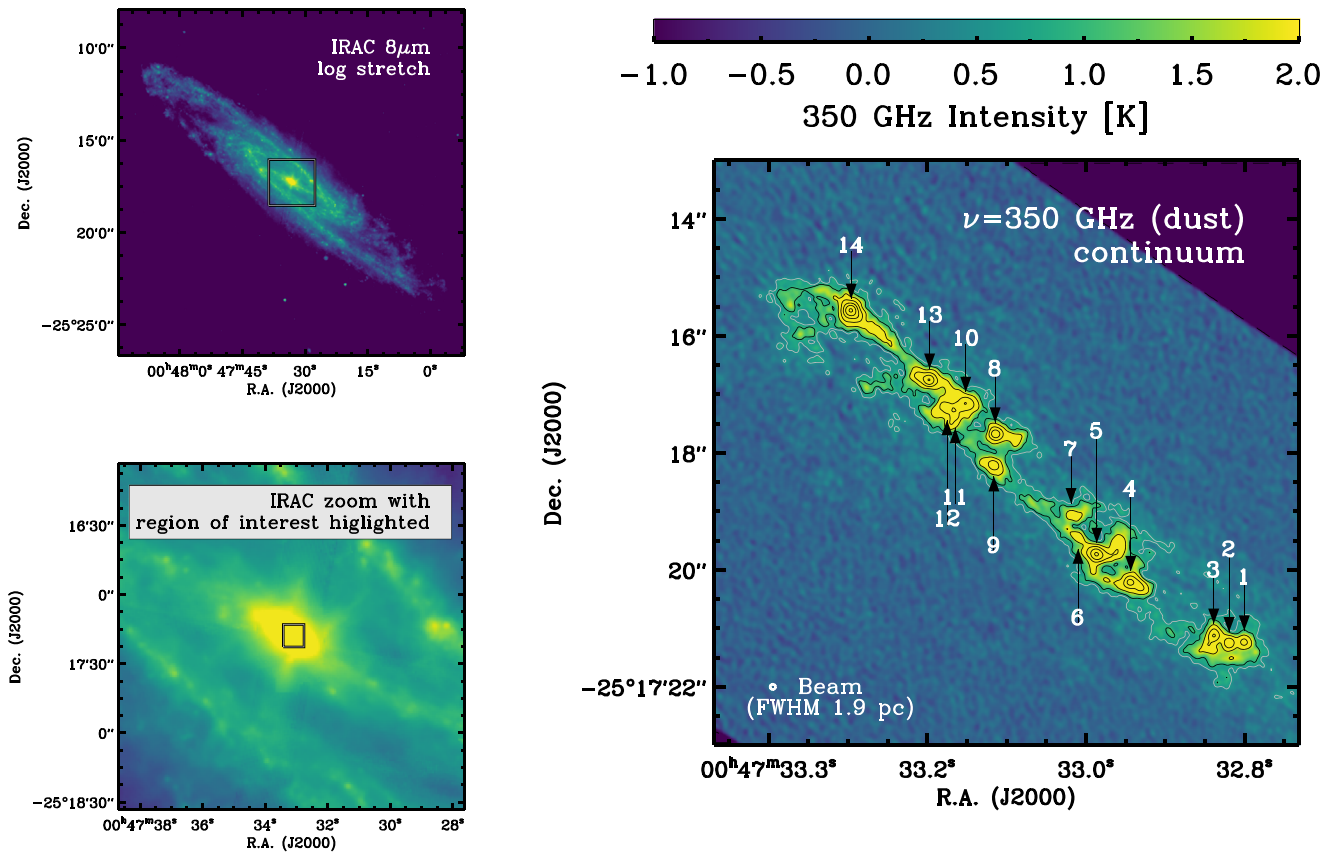 IRAC 8μm
log stretch
10′0″
15′0″
20′0″
−25°25′0″
Dec. (J2000)
00ʰ48ᵐ0ˢ 47ᵐ45ˢ 30ˢ 15ˢ 0ˢ
R.A. (J2000)
IRAC zoom with
region of interest higlighted
16′30″
0″
17′30″
0″
−25°18′30″
Dec. (J2000)
00ʰ47ᵐ38ˢ 36ˢ 34ˢ 32ˢ 30ˢ 28ˢ
R.A. (J2000)
−1.0 −0.5 0.0 0.5 1.0 1.5 2.0
350 GHz Intensity [K]
ν=350 GHz (dust)
continuum
14″
16″
18″
20″
−25°17′22″
Dec. (J2000)
14
13
10
8
7
5
4
11
12
9
6
3
2
1
Beam
(FWHM 1.9 pc)
00ʰ47ᵐ33.3ˢ 33.2ˢ 33.0ˢ 32.8ˢ
R.A. (J2000)